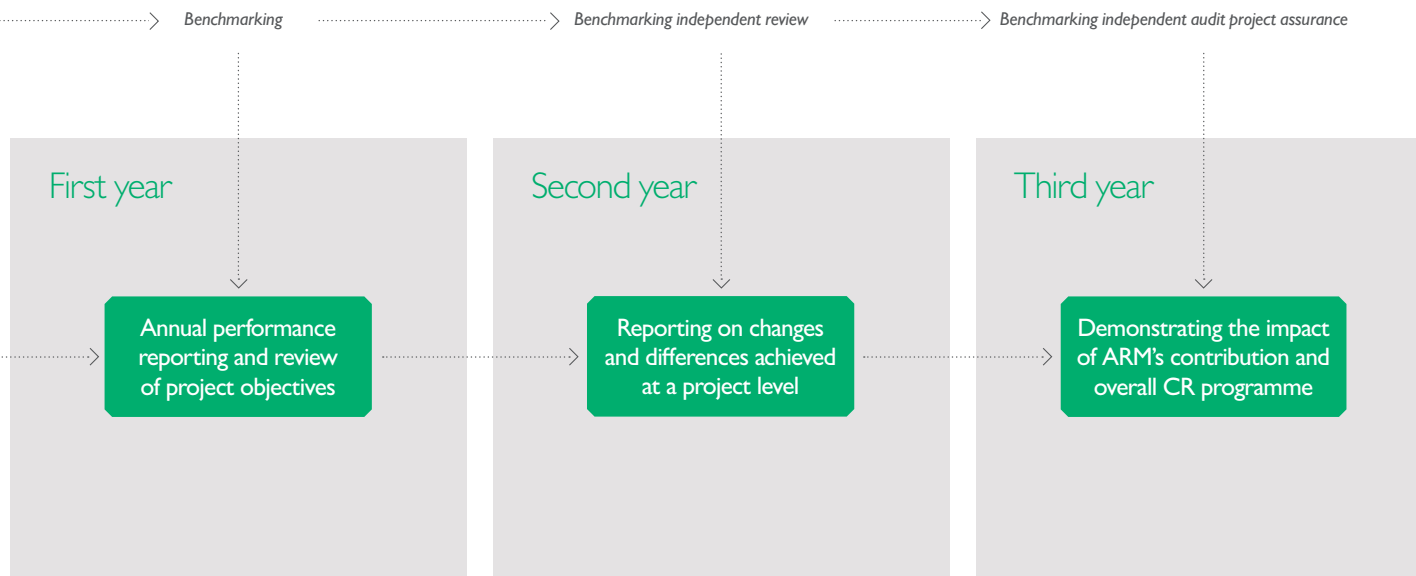 Benchmarking
Benchmarking independent review
Benchmarking independent audit project assurance
First year
Annual performance
reporting and review
of project objectives
Second year
Reporting on changes
and differences achieved
at a project level
Third year
Demonstrating the impact
of ARM’s contribution and
overall CR programme